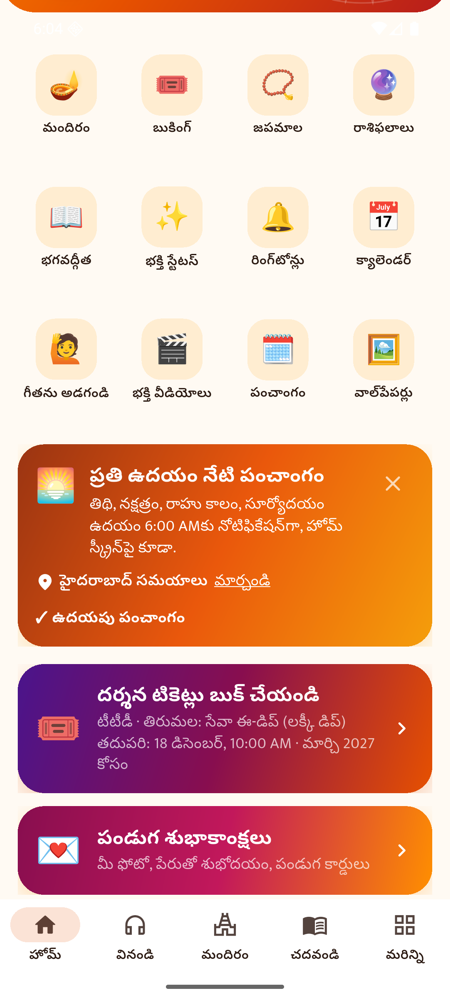 మందిరం
బుకింగ్
జపమాల
రాశిఫలాలు
July
17
భగవద్గీత
భక్తి స్టేటస్
రింగ్‌టోన్లు
క్యాలెండర్
గీతను అడగండి
భక్తి వీడియోలు
పంచాంగం
వాల్‌పేపర్లు
ప్రతి ఉదయం నేటి పంచాంగం
తిథి, నక్షత్రం, రాహు కాలం, సూర్యోదయం
ఉదయం 6:00 AMకు నోటిఫికేషన్‌గా, హోమ్
స్క్రీన్‌పై కూడా.
హైదరాబాద్ సమయాలు మార్చండి
✓ ఉదయపు పంచాంగం
దర్శన టికెట్లు బుక్ చేయండి
టీటీడీ · తిరుమల: సేవా ఈ-డిప్ (లక్కీ డిప్)
తదుపరి: 18 డిసెంబర్, 10:00 AM · మార్చి 2027
కోసం
పండుగ శుభాకాంక్షలు
మీ ఫోటో, పేరుతో శుభోదయం, పండుగ కార్డులు
హోమ్
వినండి
మందిరం
చదవండి
మరిన్ని